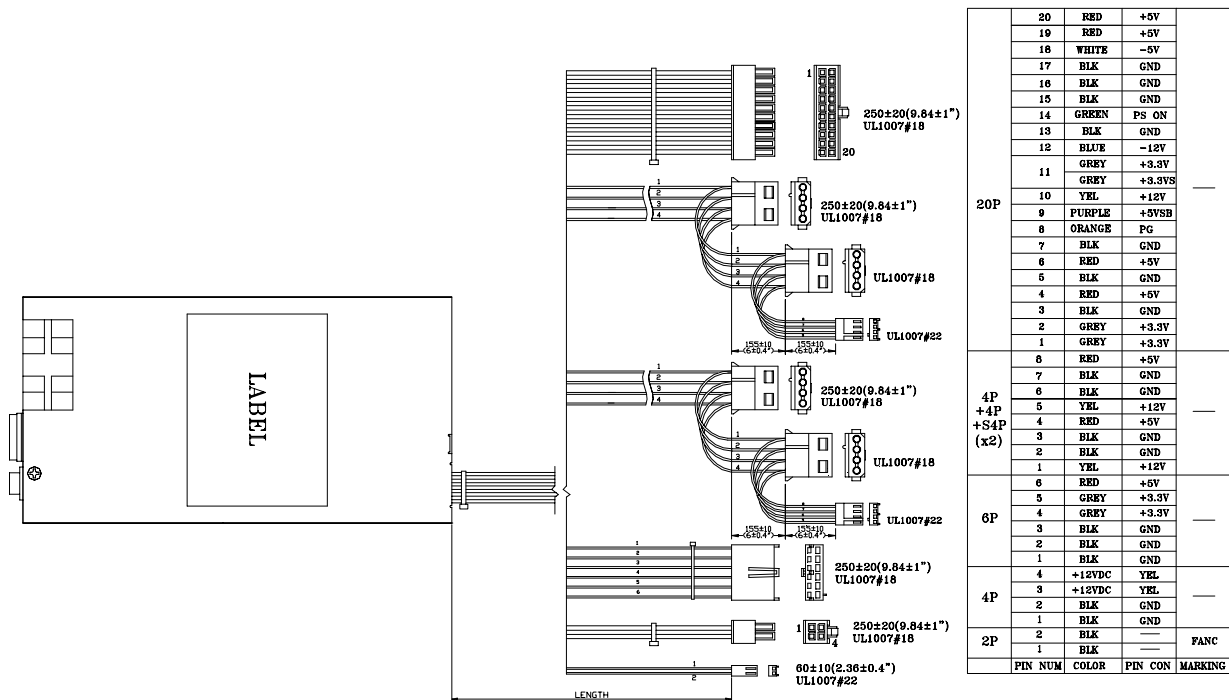 LABEL
LENGTH
1
20
250±20(9.84±1")
UL1007#18
1
2
3
4
250±20(9.84±1")
UL1007#18
1
2
3
4
UL1007#18
UL1007#22
155±10
(6±0.4")
155±10
(6±0.4")
1
2
3
4
250±20(9.84±1")
UL1007#18
1
2
3
4
UL1007#18
UL1007#22
155±10
(6±0.4")
155±10
(6±0.4")
1
2
3
4
5
6
250±20(9.84±1")
UL1007#18
1
4
250±20(9.84±1")
UL1007#18
1
2
60±10(2.36±0.4")
UL1007#22
20P
20 RED +5V
19 RED +5V
18 WHITE -5V
17 BLK GND
16 BLK GND
15 BLK GND
14 GREEN PS ON
13 BLK GND
12 BLUE -12V
11 GREY +3.3V
GREY +3.3VS
10 YEL +12V
9 PURPLE +5VSB
8 ORANGE PG
7 BLK GND
6 RED +5V
5 BLK GND
4 RED +5V
3 BLK GND
2 GREY +3.3V
1 GREY +3.3V
4P
+4P
+S4P
(x2)
8 RED +5V
7 BLK GND
6 BLK GND
5 YEL +12V
4 RED +5V
3 BLK GND
2 BLK GND
1 YEL +12V
6P
6 RED +5V
5 GREY +3.3V
4 GREY +3.3V
3 BLK GND
2 BLK GND
1 BLK GND
4P
4 +12VDC YEL
3 +12VDC YEL
2 BLK GND
1 BLK GND
2P
2 BLK —
1 BLK —
FANC
PIN NUM COLOR PIN CON MARKING